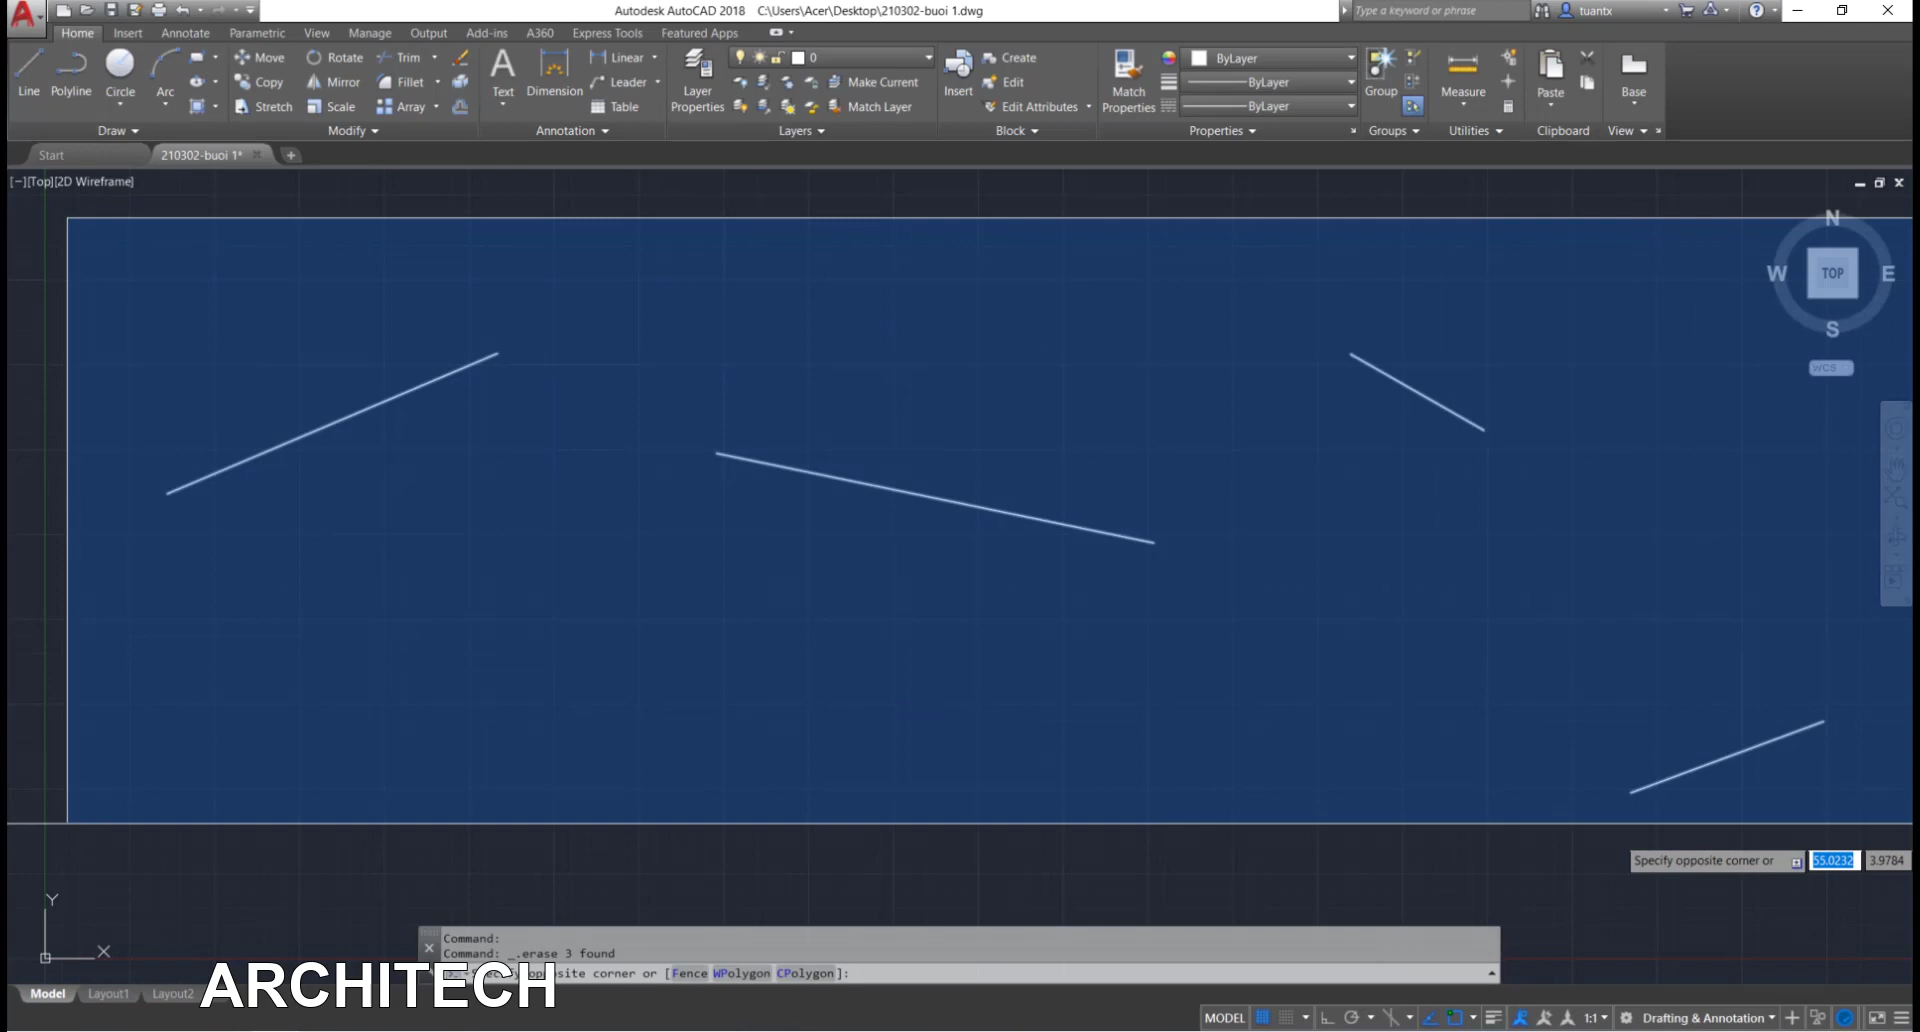 Autodesk AutoCAD 2018 C:\Users\Acer\Desktop\210302-buoi 1.dwg
Type a keyword or phrase
tuantx
Home Insert Annotate Parametric View Manage Output Add-ins A360 Express Tools Featured Apps
Move Rotate Trim Linear 0 Create ByLayer
Line Polyline Circle Arc Copy Mirror Fillet Text Dimension Leader Layer Properties Make Current Insert Edit Match Properties ByLayer Group Measure Paste Base
Stretch Scale Array Table Match Layer Edit Attributes ByLayer
Draw Modify Annotation Layers Block Properties Groups Utilities Clipboard View
Start 210302-buoi 1*
[−][Top][2D Wireframe]
N
W TOP E
S
WCS
Specify opposite corner or 55.0232 3.9784
Y
X
Command:
Command: _.erase 3 found
opposite corner or [Fence WPolygon CPolygon]:
ARCHITECH
Model Layout1 Layout2
MODEL 1:1 Drafting & Annotation